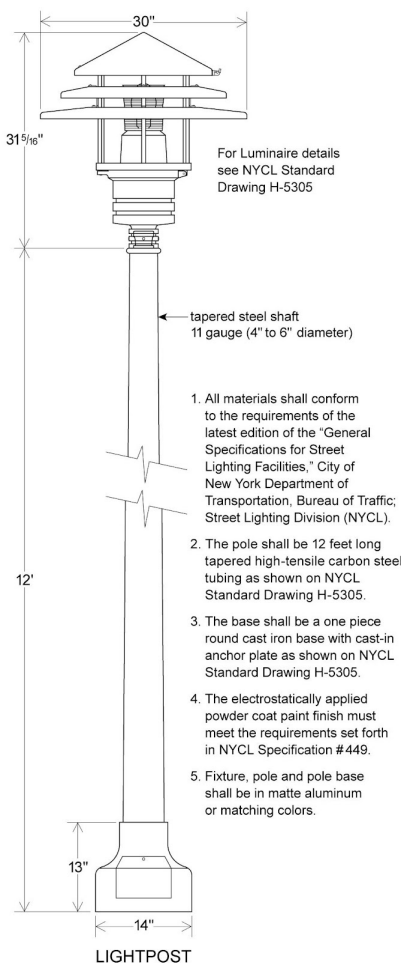 30"
31 5/16"
For Luminaire details
see NYCL Standard
Drawing H-5305
tapered steel shaft
11 gauge (4" to 6" diameter)
1. All materials shall conform
to the requirements of the
latest edition of the “General
Specifications for Street
Lighting Facilities,” City of
New York Department of
Transportation, Bureau of Traffic;
Street Lighting Division (NYCL).
2. The pole shall be 12 feet long
tapered high-tensile carbon steel
tubing as shown on NYCL
Standard Drawing H-5305.
12'
3. The base shall be a one piece
round cast iron base with cast-in
anchor plate as shown on NYCL
Standard Drawing H-5305.
4. The electrostatically applied
powder coat paint finish must
meet the requirements set forth
in NYCL Specification #449.
5. Fixture, pole and pole base
shall be in matte aluminum
or matching colors.
13"
14"
LIGHTPOST